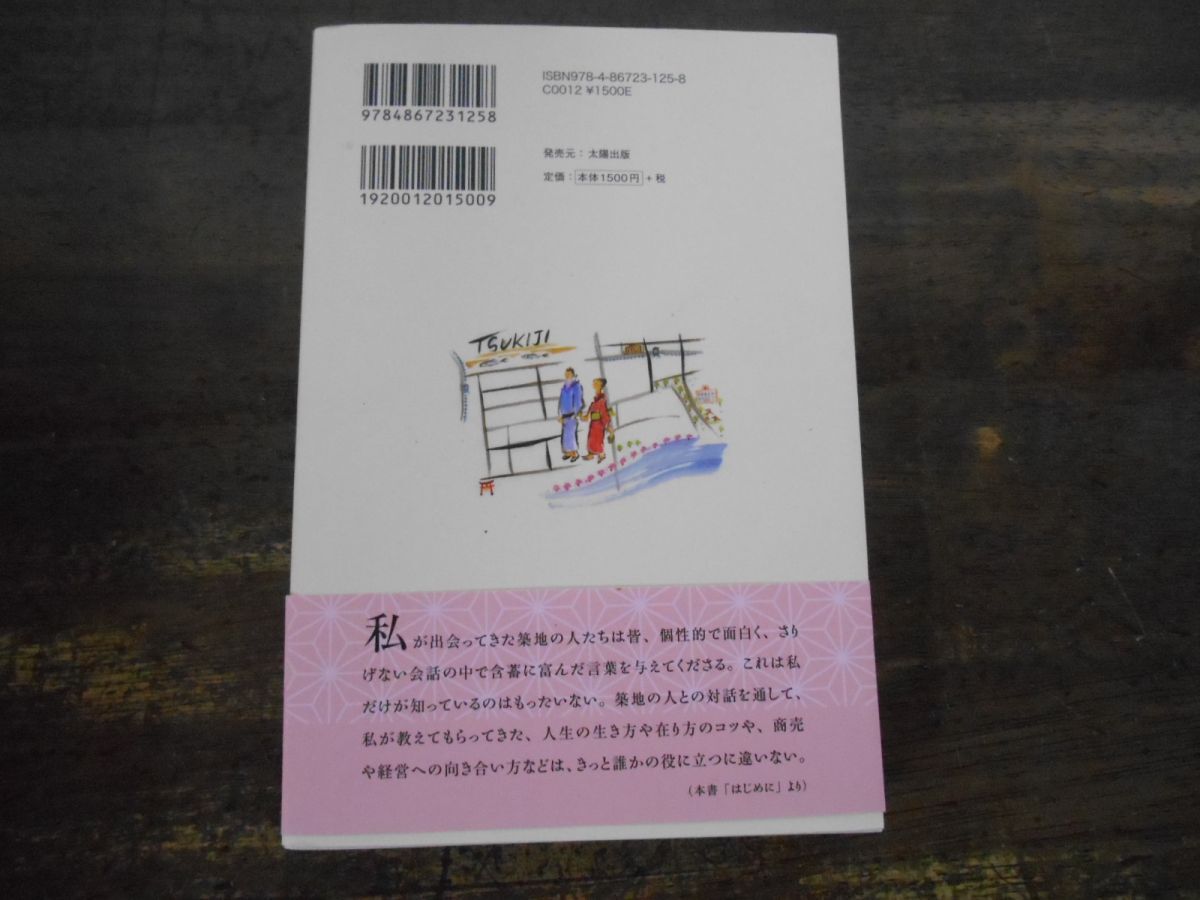 ISBN978-4-86723-125-8
C0012 ¥1500E
9784867231258
発売元：太陽出版
定価：本体1500円+税
1920012015009
TSUKIJI
私が出会ってきた築地の人たちは皆、個性的で面白く、さり
げない会話の中で含蓄に富んだ言葉を与えてくださる。これは私
だけが知っているのはもったいない。築地の人との対話を通して、
私が教えてもらってきた、人生の生き方や在り方のコツや、商売
や経営への向き合い方などは、きっと誰かの役に立つに違いない。
（本書「はじめに」より）